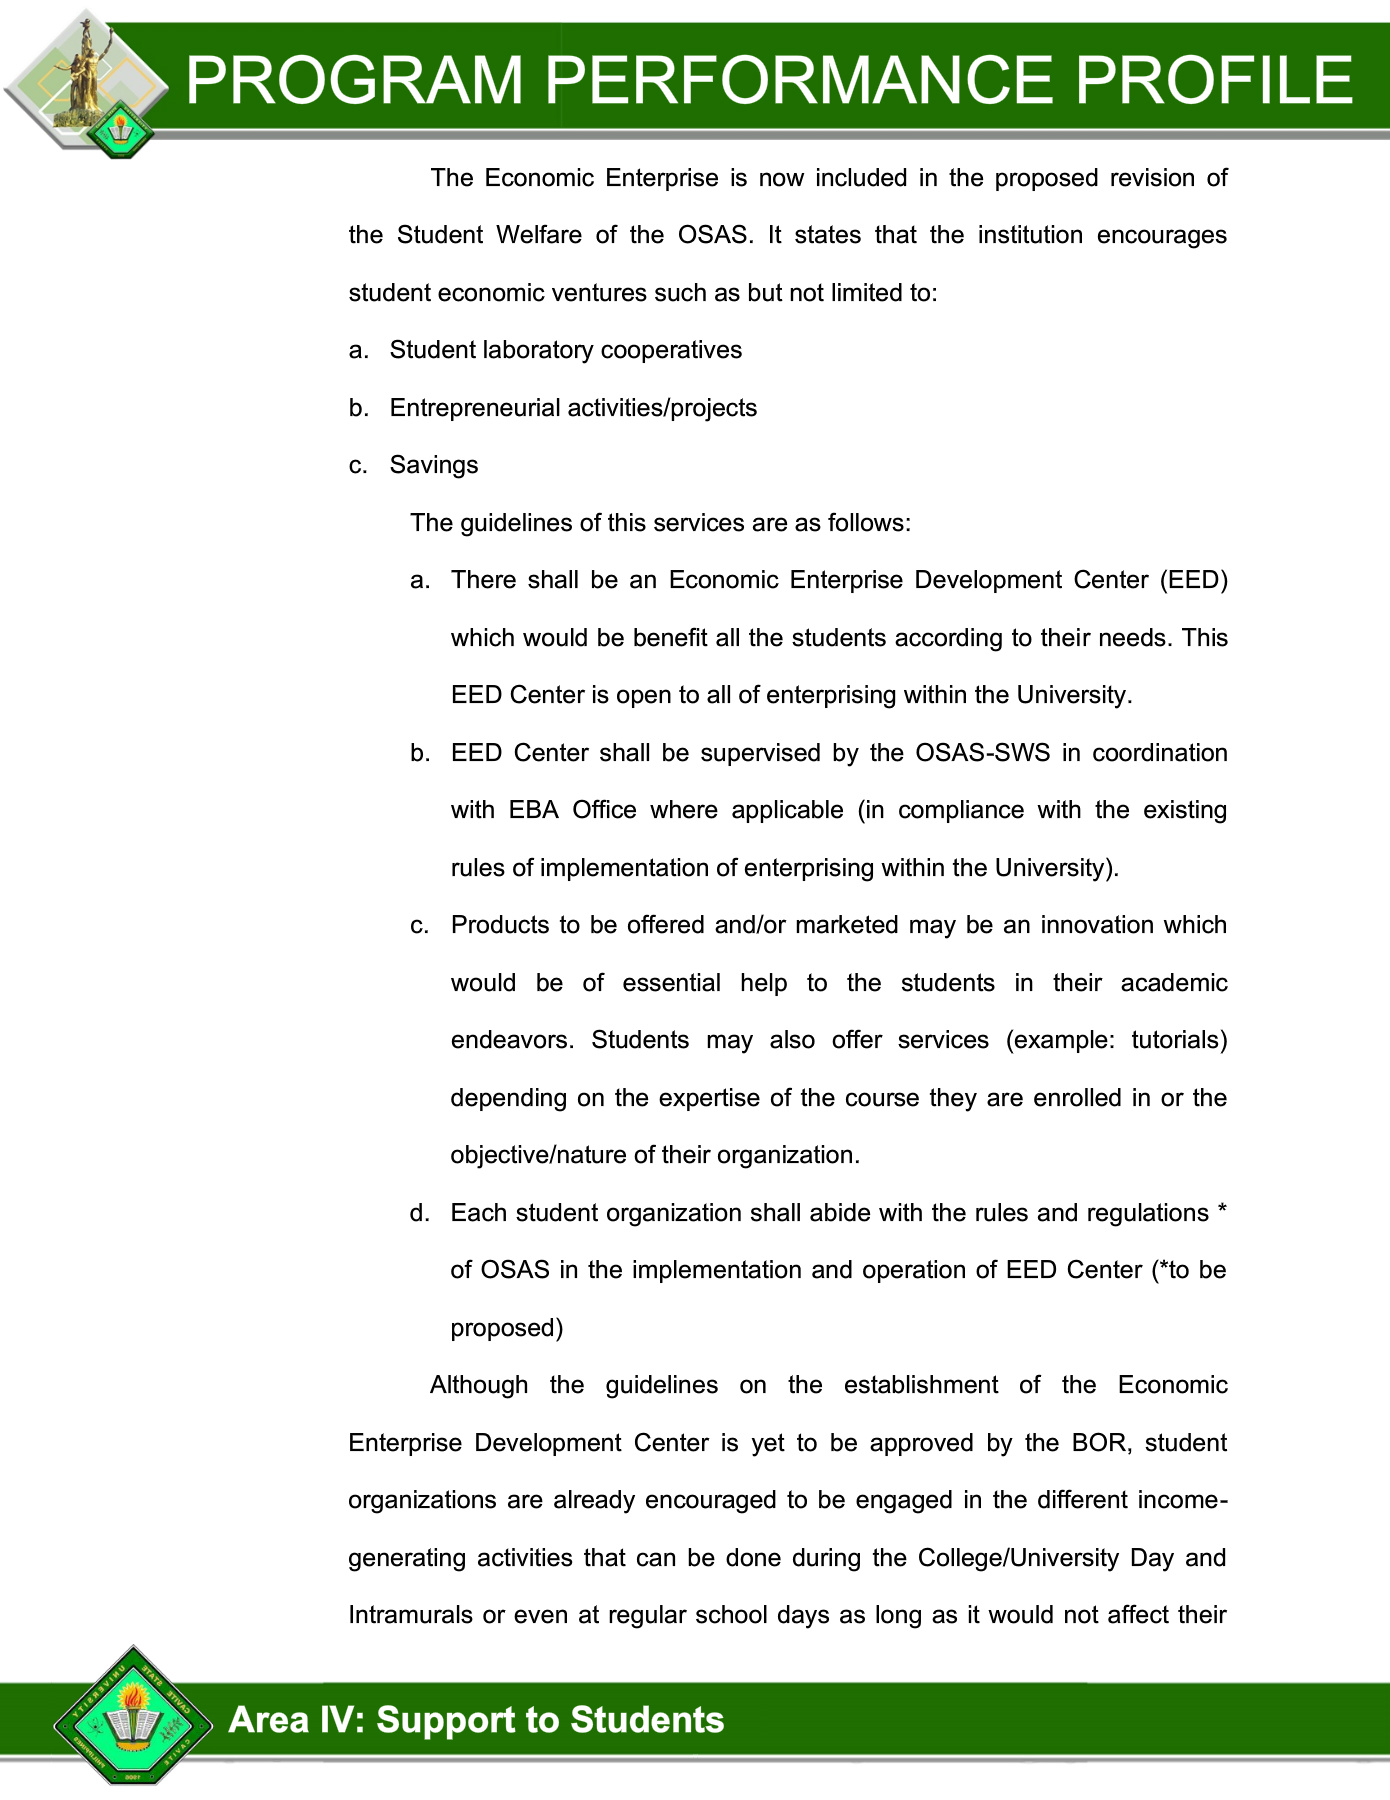 PROGRAM PERFORMANCE PROFILE
The Economic Enterprise is now included in the proposed revision of
the Student Welfare of the OSAS. It states that the institution encourages
student economic ventures such as but not limited to:
a. Student laboratory cooperatives
b. Entrepreneurial activities/projects
c. Savings
The guidelines of this services are as follows:
a. There shall be an Economic Enterprise Development Center (EED)
which would be benefit all the students according to their needs. This
EED Center is open to all of enterprising within the University.
b. EED Center shall be supervised by the OSAS-SWS in coordination
with EBA Office where applicable (in compliance with the existing
rules of implementation of enterprising within the University).
c. Products to be offered and/or marketed may be an innovation which
would be of essential help to the students in their academic
endeavors. Students may also offer services (example: tutorials)
depending on the expertise of the course they are enrolled in or the
objective/nature of their organization.
d. Each student organization shall abide with the rules and regulations *
of OSAS in the implementation and operation of EED Center (*to be
proposed)
Although the guidelines on the establishment of the Economic
Enterprise Development Center is yet to be approved by the BOR, student
organizations are already encouraged to be engaged in the different income-
generating activities that can be done during the College/University Day and
Intramurals or even at regular school days as long as it would not affect their
CAVITE STATE UNIVERSITY
CAVITE
PHILIPPINES
Area IV: Support to Students